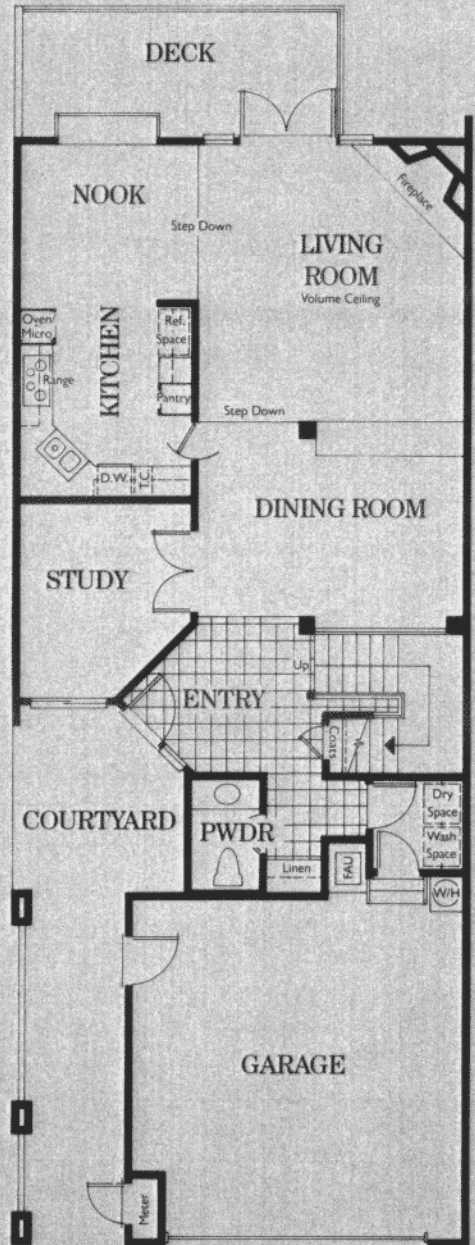 DECK
NOOK
Step Down
LIVING
ROOM
Volume Ceiling
Fireplace
Oven/
Micro
Range
KITCHEN
Ref.
Space
Pantry
Step Down
D.W.
T.C.
DINING ROOM
STUDY
Up
ENTRY
Coats
COURTYARD
PWDR
Dry
Space
Wash
Space
Linen
FAU
W/H
GARAGE
Meter